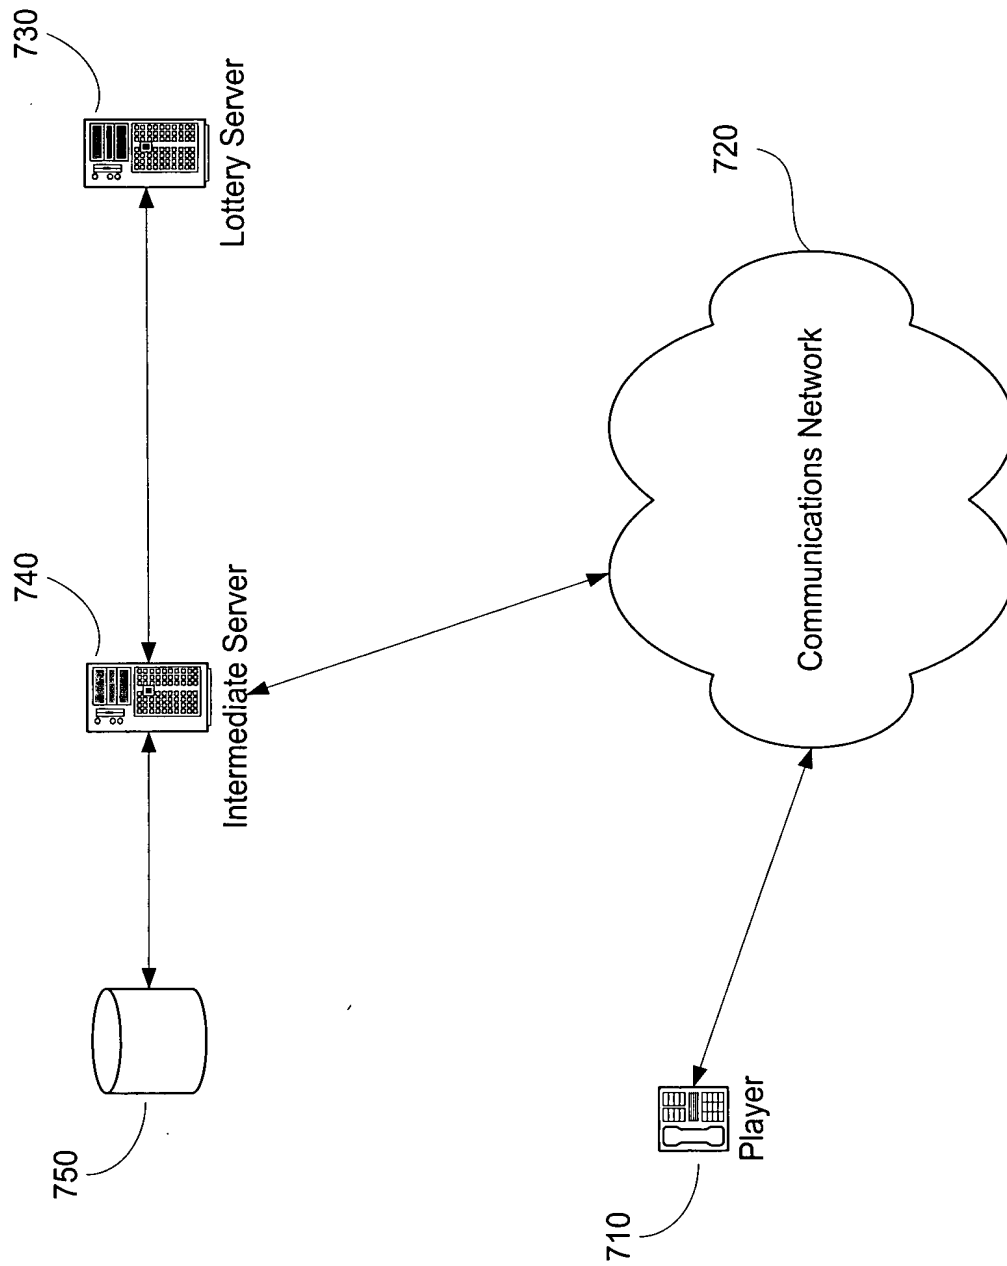 730
Lottery Server
740
Intermediate Server
750
720
Communications Network
710
Player